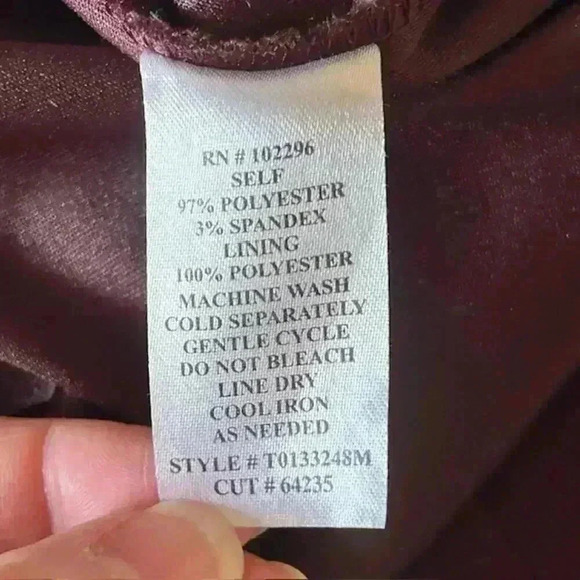 RN # 102296
SELF
97% POLYESTER
3% SPANDEX
LINING
100% POLYESTER
MACHINE WASH
COLD SEPARATELY
GENTLE CYCLE
DO NOT BLEACH
LINE DRY
COOL IRON
AS NEEDED
STYLE # T0133248M
CUT # 64235